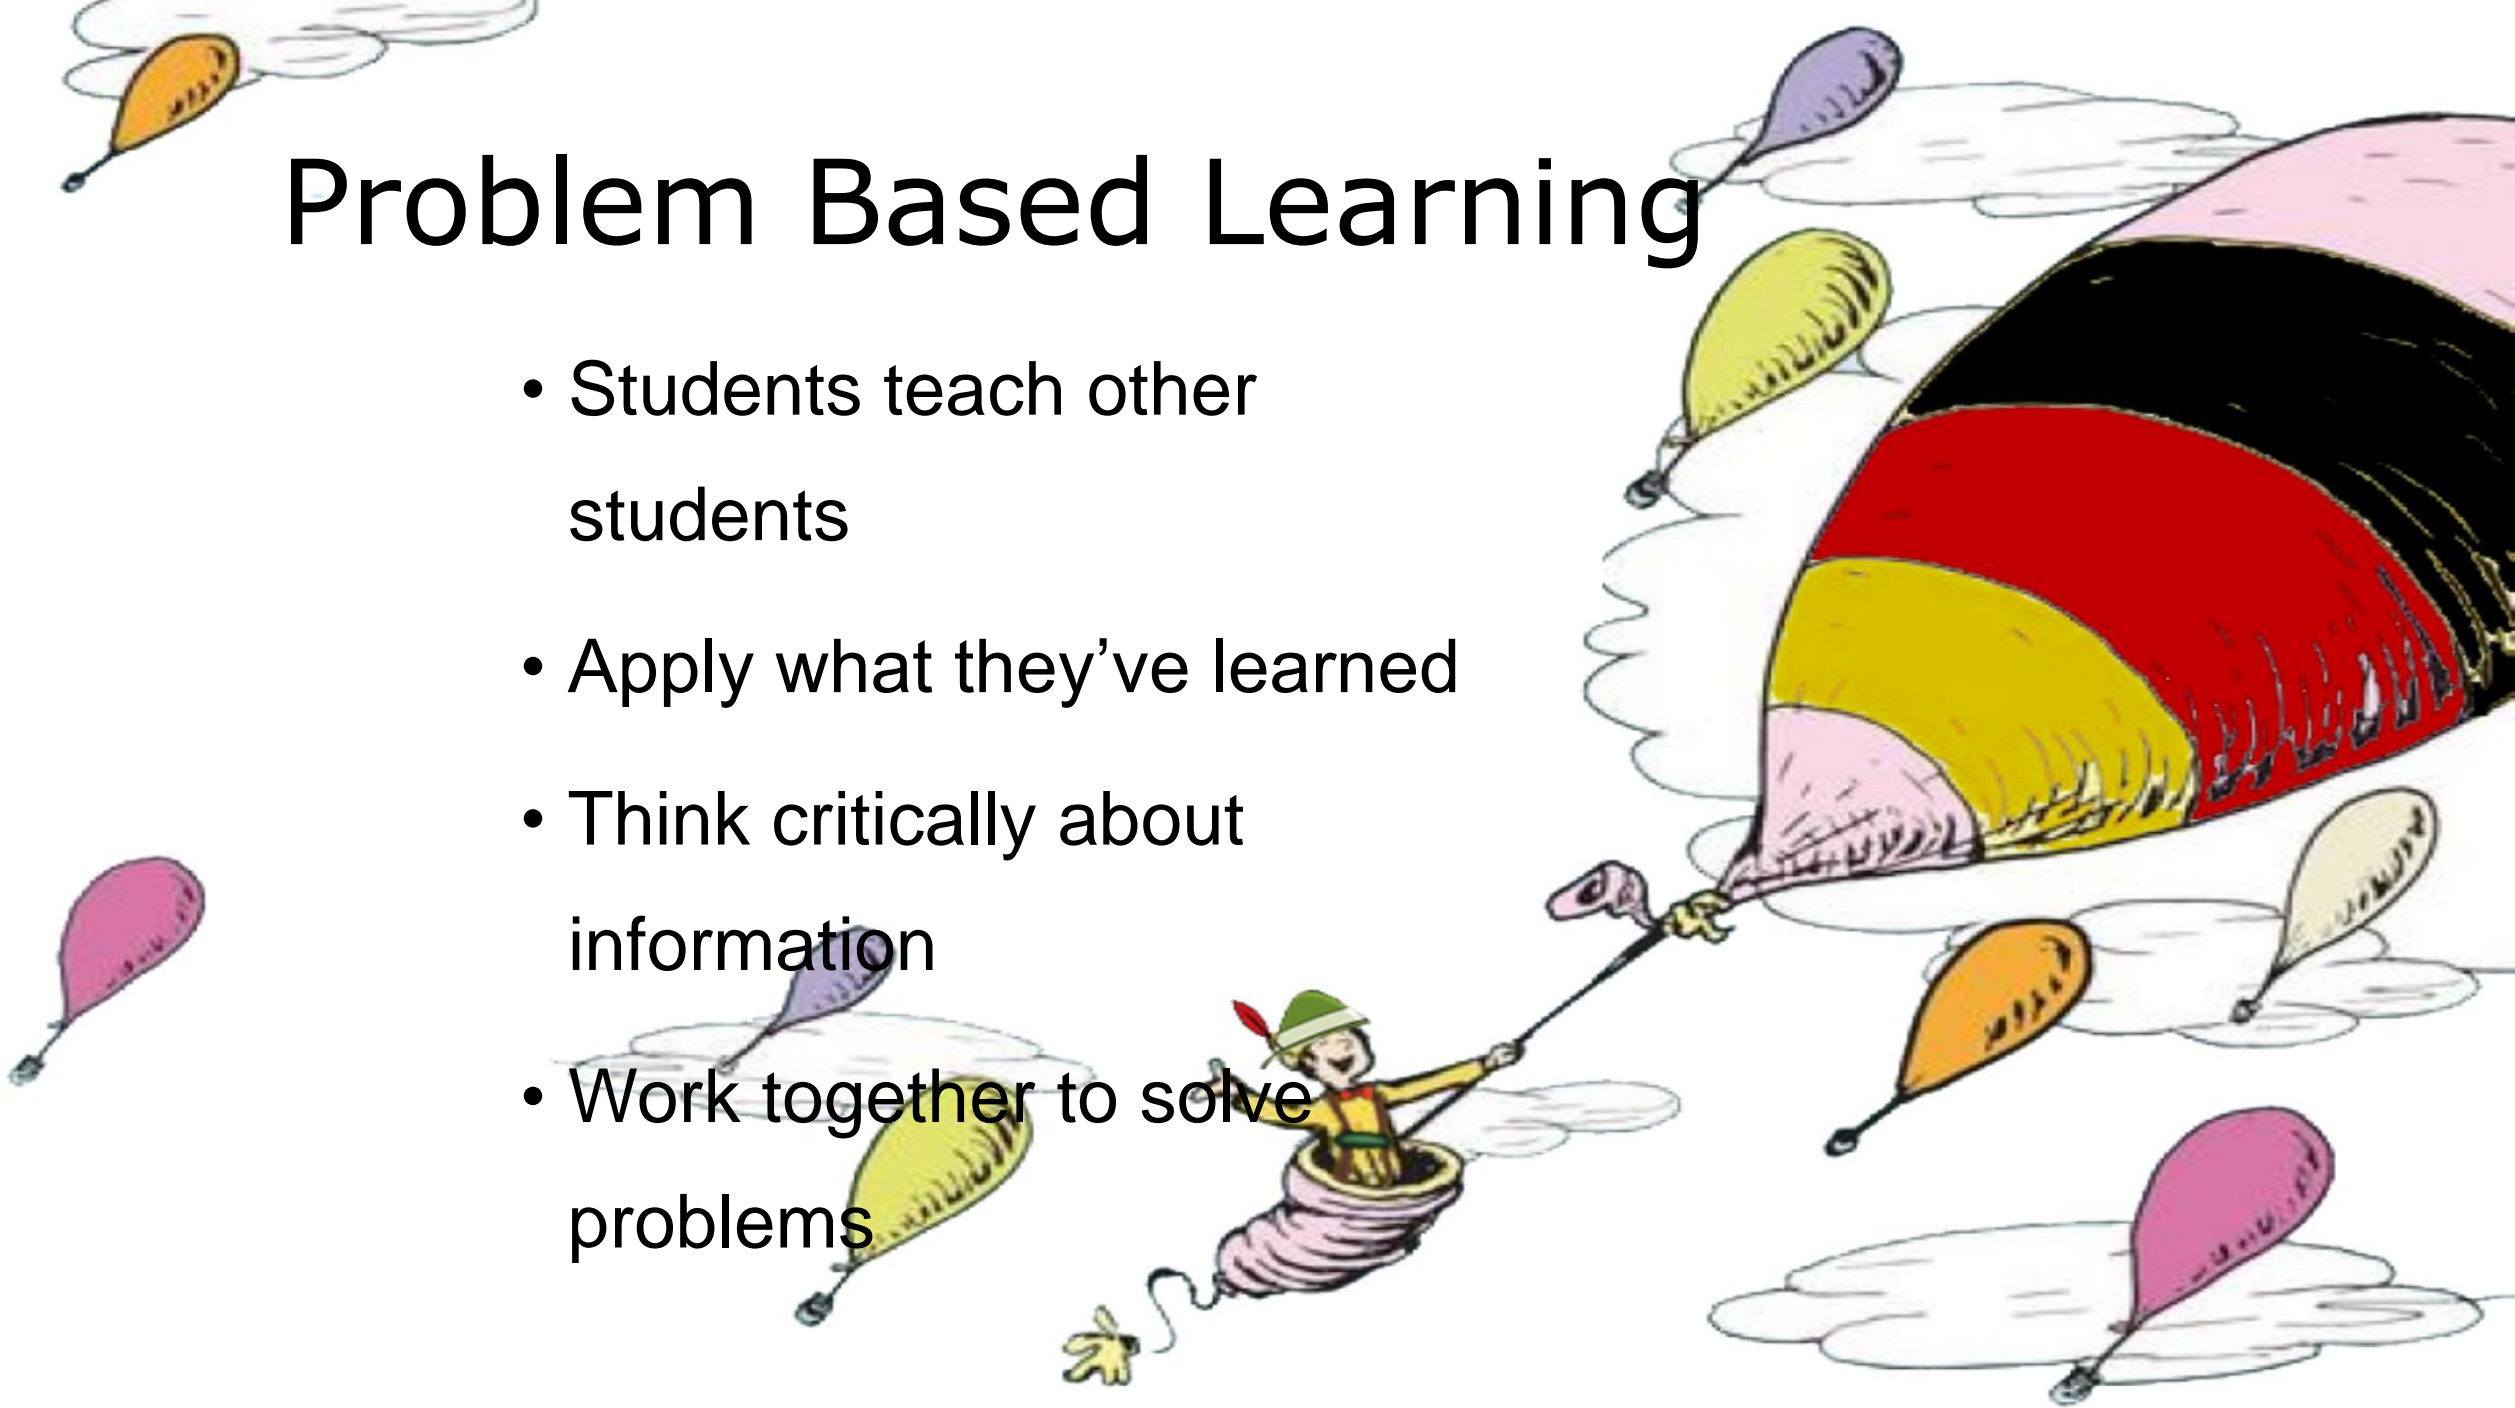 Problem Based Learning
• Students teach other
students
• Apply what they’ve learned
• Think critically about
information
• Work together to solve
problems